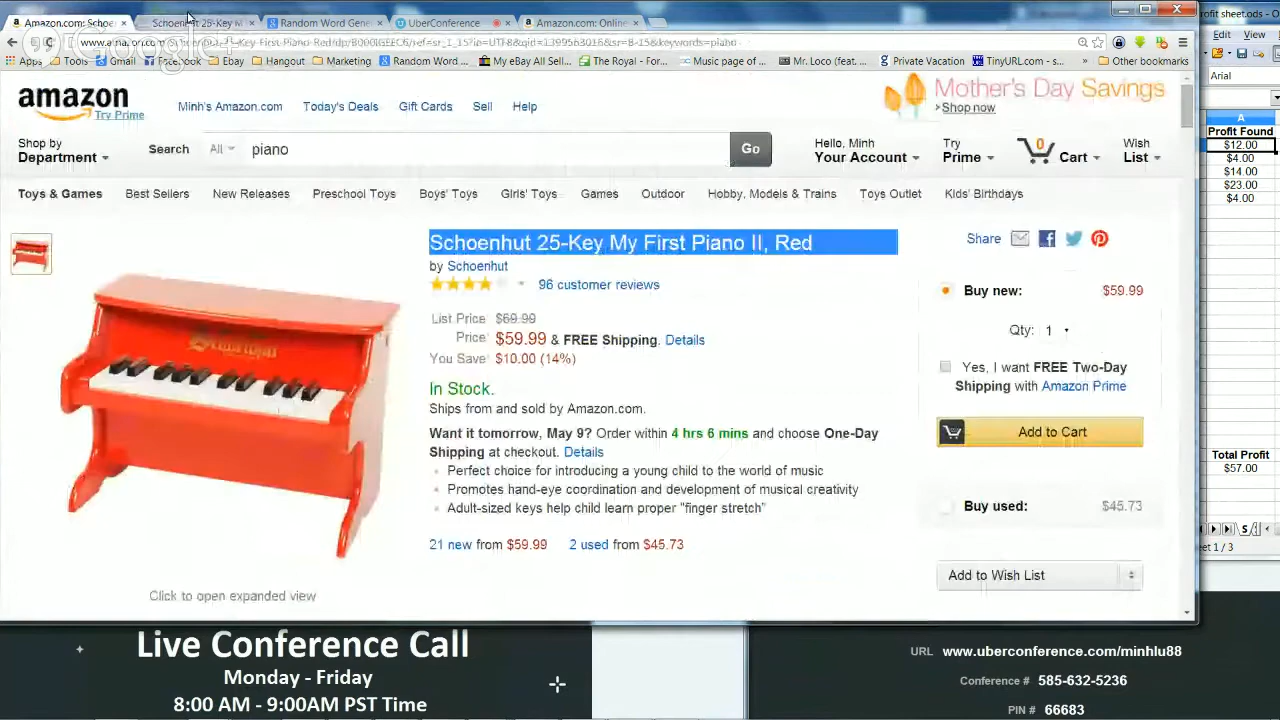 Amazon.com: Schoe
Schoenhut 25-Key M
Random Word Gene
UberConference
Amazon.com: Online
Google+
Apps
Tools
Gmail
Facebook
Ebay
Hangout
Marketing
Random Word ...
My Bay All Sell...
The Royal - For...
Music page of ...
Mr. Loco (feat. ...
Private Vacation
TinyURL.com - s...
»
Other bookmarks
amazon
Try Prime
Minh's Amazon.com
Today's Deals
Gift Cards
Sell
Help
Mother's Day Savings
› Shop now
Shop by
Department
Search
All
piano
Go
Hello, Minh
Your Account
Try
Prime
0
Cart
Wish
List
Toys & Games
Best Sellers
New Releases
Preschool Toys
Boys' Toys
Girls' Toys
Games
Outdoor
Hobby, Models & Trains
Toys Outlet
Kids' Birthdays
Schoenhut 25-Key My First Piano II, Red
by Schoenhut
96 customer reviews
List Price: $69.99
Price: $59.99 & FREE Shipping. Details
You Save: $10.00 (14%)
In Stock.
Ships from and sold by Amazon.com.
Want it tomorrow, May 9? Order within 4 hrs 6 mins and choose One-Day
Shipping at checkout. Details
Perfect choice for introducing a young child to the world of music
Promotes hand-eye coordination and development of musical creativity
Adult-sized keys help child learn proper "finger stretch"
21 new from $59.99
2 used from $45.73
Schoenhut
Click to open expanded view
Share
Buy new:
$59.99
Qty: 1
Yes, I want FREE Two-Day
Shipping with Amazon Prime
Add to Cart
Buy used:
$45.73
Add to Wish List
rofit sheet.ods - O
Edit
View
Arial
A
Profit Found
$12.00
$4.00
$14.00
$23.00
$4.00
Total Profit
$57.00
eet 1 / 3
Live Conference Call
Monday - Friday
8:00 AM - 9:00AM PST Time
URL www.uberconference.com/minhlu88
Conference # 585-632-5236
PIN # 66683